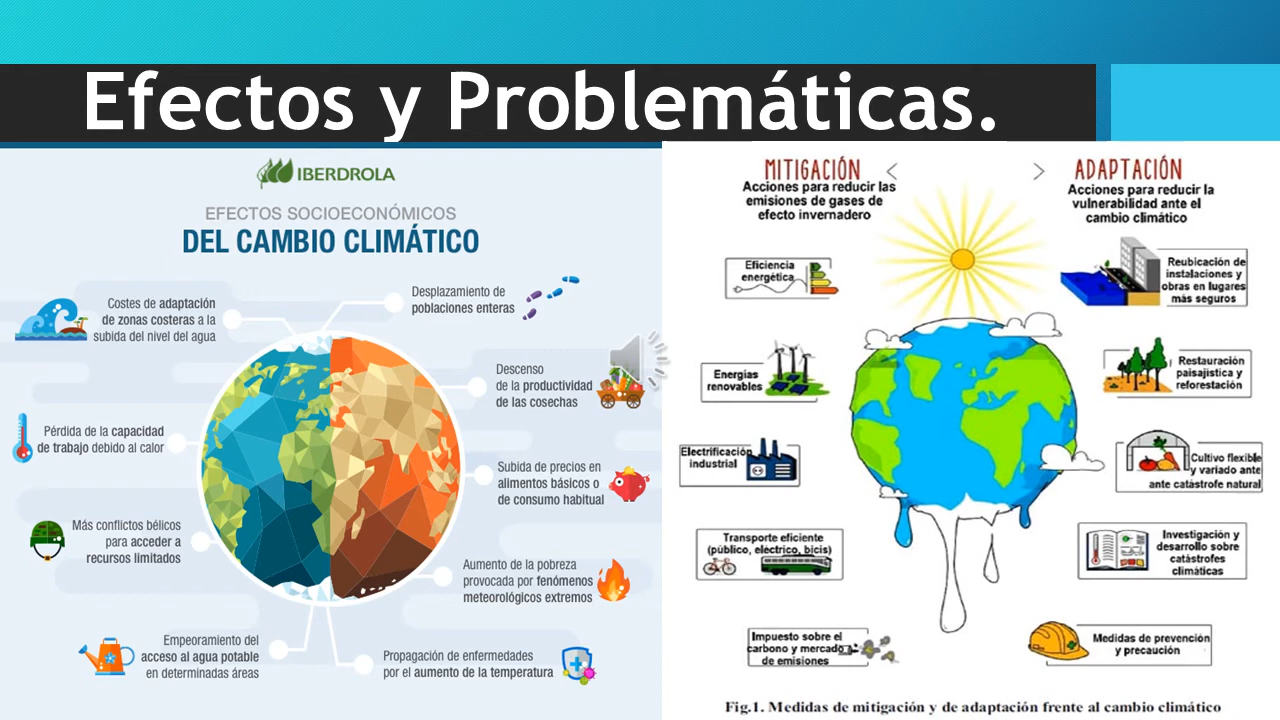 Efectos y Problemáticas.
IBERDROLA
EFECTOS SOCIOECONÓMICOS
DEL CAMBIO CLIMÁTICO
Costes de adaptación
de zonas costeras a la
subida del nivel del agua
Desplazamiento de
poblaciones enteras
Descenso
de la productividad
de las cosechas
Pérdida de la capacidad
de trabajo debido al calor
Subida de precios en
alimentos básicos o
de consumo habitual
Más conflictos bélicos
para acceder a
recursos limitados
Aumento de la pobreza
provocada por fenómenos
meteorológicos extremos
Empeoramiento del
acceso al agua potable
en determinadas áreas
Propagación de enfermedades
por el aumento de la temperatura
MITIGACIÓN < > ADAPTACIÓN
Acciones para reducir las
emisiones de gases de
efecto invernadero
Acciones para reducir la
vulnerabilidad ante el
cambio climático
Eficiencia
energética
Reubicación de
instalaciones y
obras en lugares
más seguros
Energías
renovables
Restauración
paisajística y
reforestación
Electrificación
industrial
Cultivo flexible
y variado ante
ante catástrofe natural
Transporte eficiente
(público, eléctrico, bicis)
Investigación y
desarrollo sobre
catástrofes
climáticas
Impuesto sobre el
carbono y mercado
de emisiones
Medidas de prevención
y precaución
Fig.1. Medidas de mitigación y de adaptación frente al cambio climático